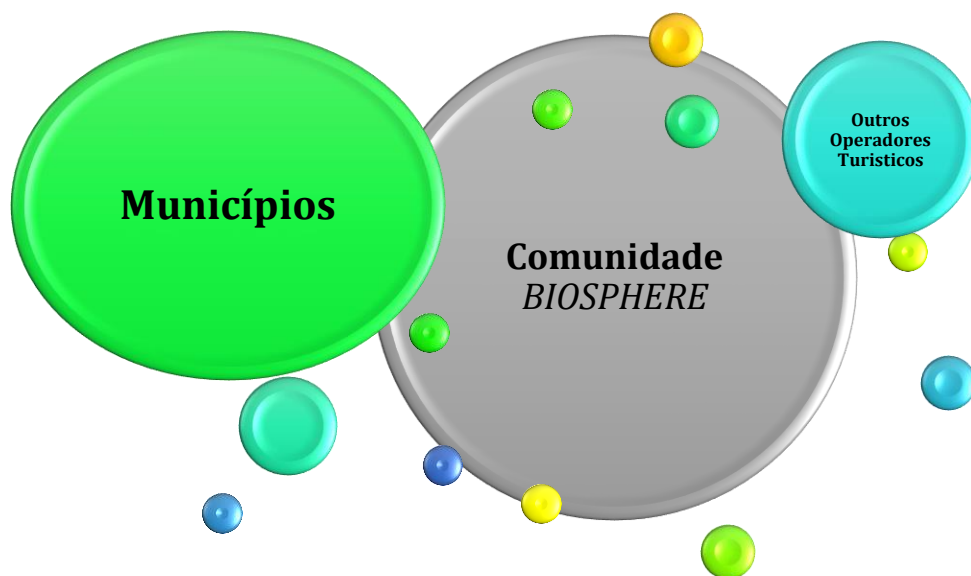 Municípios
Comunidade
BIOSPHERE
Outros
Operadores
Turisticos